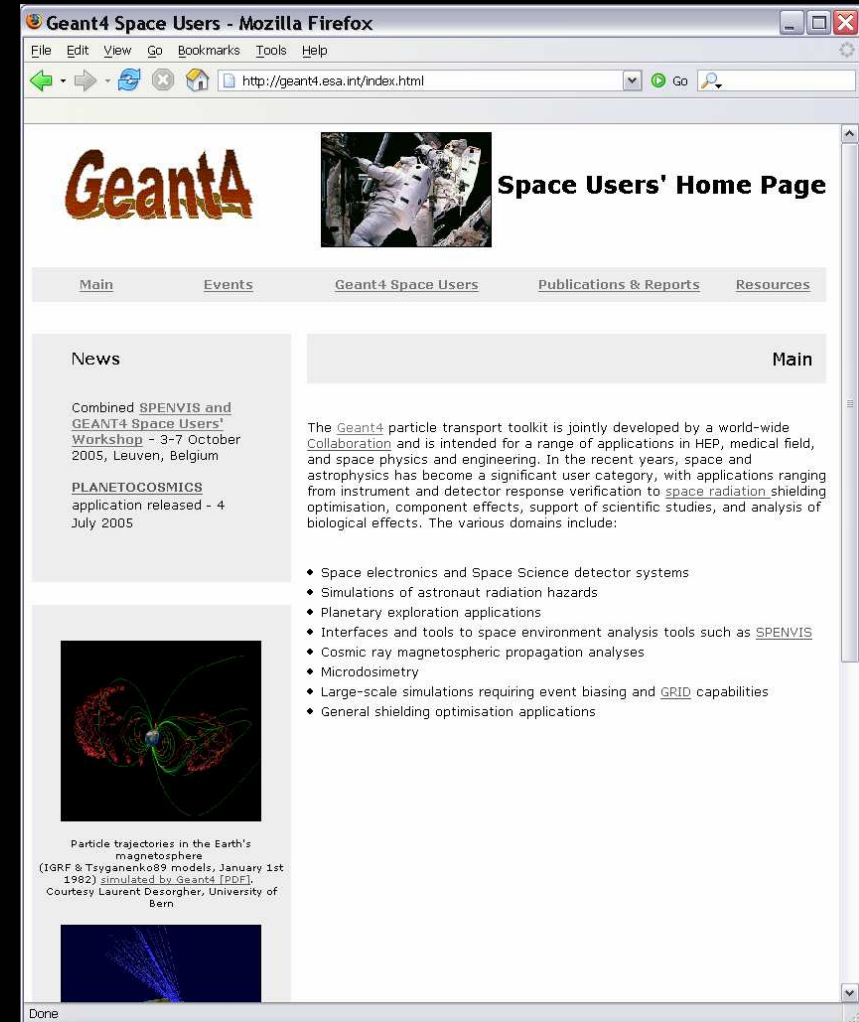 Geant4 Space Users - Mozilla Firefox
File Edit View Go Bookmarks Tools Help
http://geant4.esa.int/index.html Go
Geant4
Space Users' Home Page
Main Events Geant4 Space Users Publications & Reports Resources
News
Combined SPENVIS and
GEANT4 Space Users'
Workshop - 3-7 October
2005, Leuven, Belgium
PLANETOCOSMICS
application released - 4
July 2005
Particle trajectories in the Earth's
magnetosphere
(IGRF & Tsyganenko89 models, January 1st
1982) simulated by Geant4 [PDF].
Courtesy Laurent Desorgher, University of
Bern
Main
The Geant4 particle transport toolkit is jointly developed by a world-wide
Collaboration and is intended for a range of applications in HEP, medical field,
and space physics and engineering. In the recent years, space and
astrophysics has become a significant user category, with applications ranging
from instrument and detector response verification to space radiation shielding
optimisation, component effects, support of scientific studies, and analysis of
biological effects. The various domains include:
• Space electronics and Space Science detector systems
• Simulations of astronaut radiation hazards
• Planetary exploration applications
• Interfaces and tools to space environment analysis tools such as SPENVIS
• Cosmic ray magnetospheric propagation analyses
• Microdosimetry
• Large-scale simulations requiring event biasing and GRID capabilities
• General shielding optimisation applications
Done